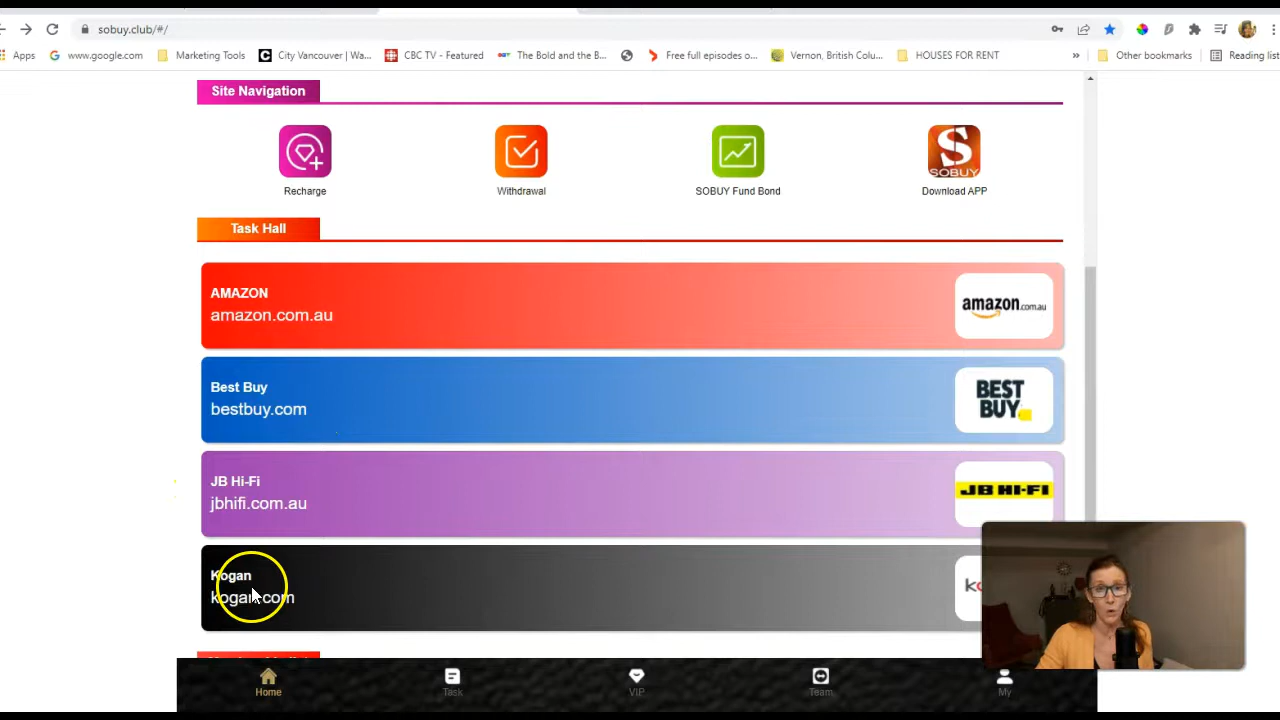 sobuy.club/#/
Apps
www.google.com
Marketing Tools
City Vancouver | Wa...
CBC TV - Featured
The Bold and the B...
Free full episodes o...
Vernon, British Colu...
HOUSES FOR RENT
»
Other bookmarks
Reading list
Site Navigation
Recharge
Withdrawal
SOBUY Fund Bond
S
SOBUY
Download APP
Task Hall
AMAZON
amazon.com.au
amazon.com.au
Best Buy
bestbuy.com
BEST
BUY
JB Hi-Fi
jbhifi.com.au
JB HI-FI
Kogan
kogan.com
Home
Task
VIP
Team
My